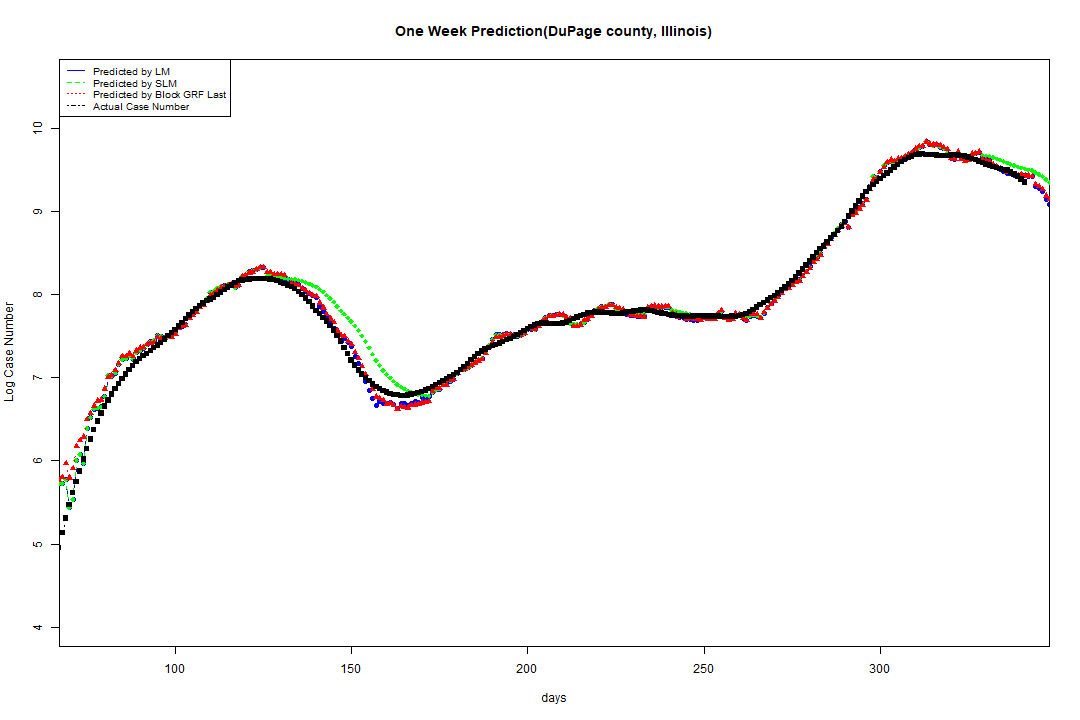 One Week Prediction(DuPage county, Illinois)
Predicted by LM
Predicted by SLM
Predicted by Block GRF Last
Actual Case Number
Log Case Number
10
9
8
7
6
5
4
100 150 200 250 300
days